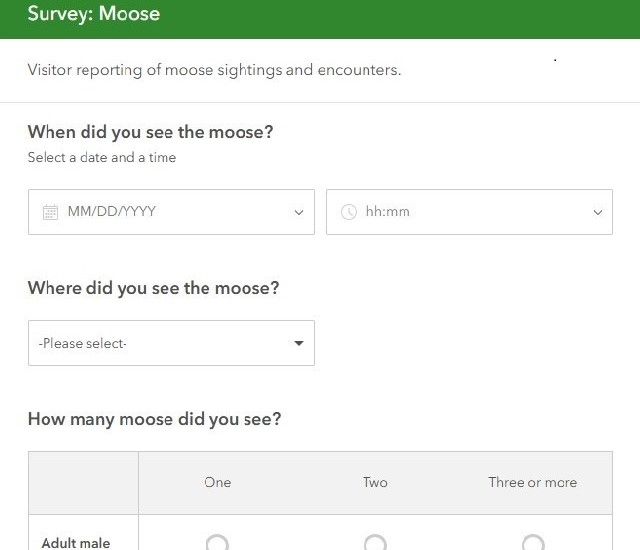 Survey: Moose
Visitor reporting of moose sightings and encounters.
When did you see the moose?
Select a date and a time
MM/DD/YYYY hh:mm
Where did you see the moose?
-Please select-
How many moose did you see?
One Two Three or more
Adult male